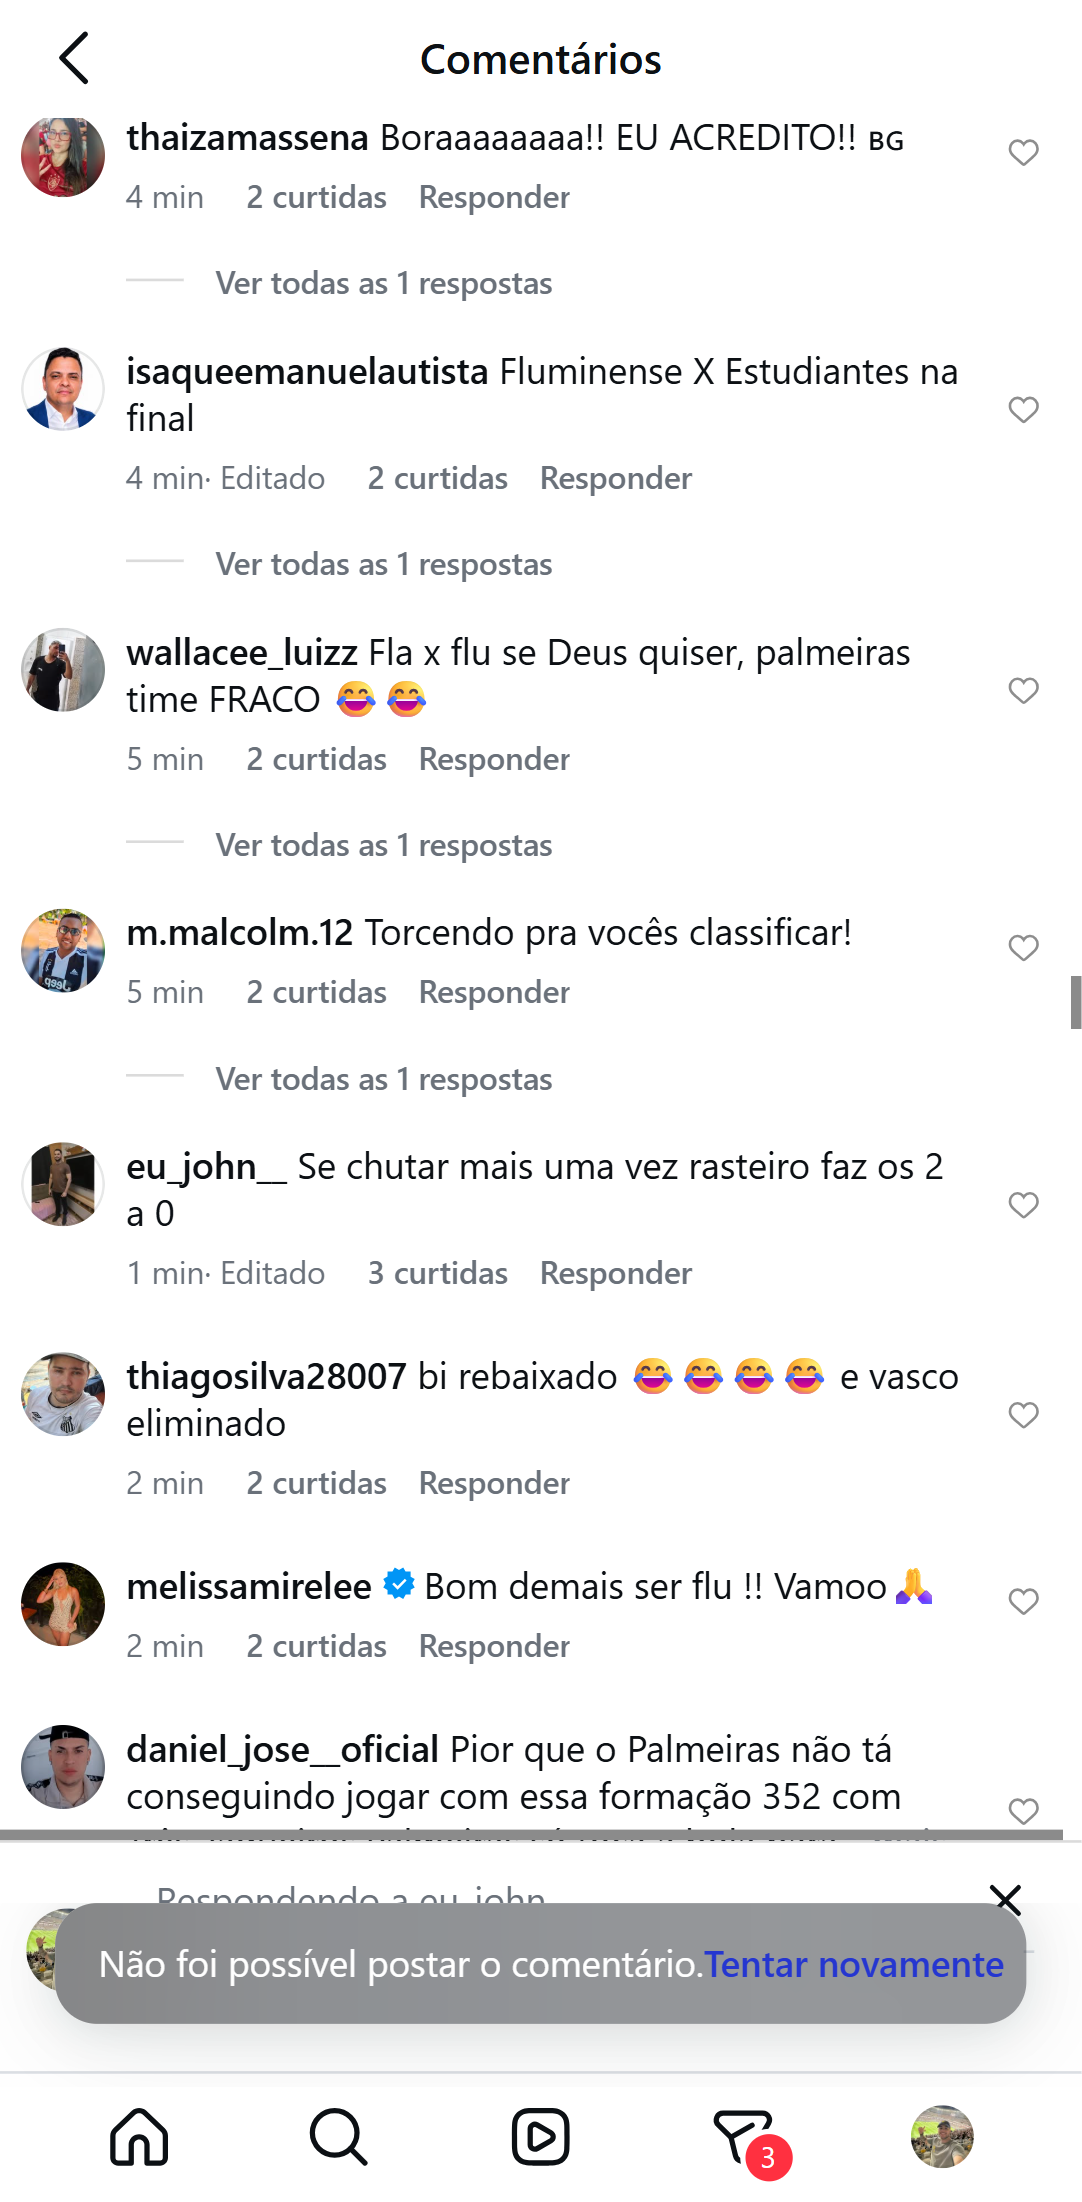 Comentários
thaizamassena Boraaaaaaaa!! EU ACREDITO!! ʙɢ
4 min 2 curtidas Responder
Ver todas as 1 respostas
isaqueemanuelautista Fluminense X Estudiantes na
final
4 min· Editado 2 curtidas Responder
Ver todas as 1 respostas
wallacee_luizz Fla x flu se Deus quiser, palmeiras
time FRACO 😂😂
5 min 2 curtidas Responder
Ver todas as 1 respostas
m.malcolm.12 Torcendo pra vocês classificar!
5 min 2 curtidas Responder
Ver todas as 1 respostas
eu_john__ Se chutar mais uma vez rasteiro faz os 2
a 0
1 min· Editado 3 curtidas Responder
thiagosilva28007 bi rebaixado 😂😂😂😂 e vasco
eliminado
2 min 2 curtidas Responder
melissamirelee Bom demais ser flu !! Vamoo🙏
2 min 2 curtidas Responder
daniel_jose__oficial Pior que o Palmeiras não tá
conseguindo jogar com essa formação 352 com
Respondendo a eu_john
Não foi possível postar o comentário.Tentar novamente
3